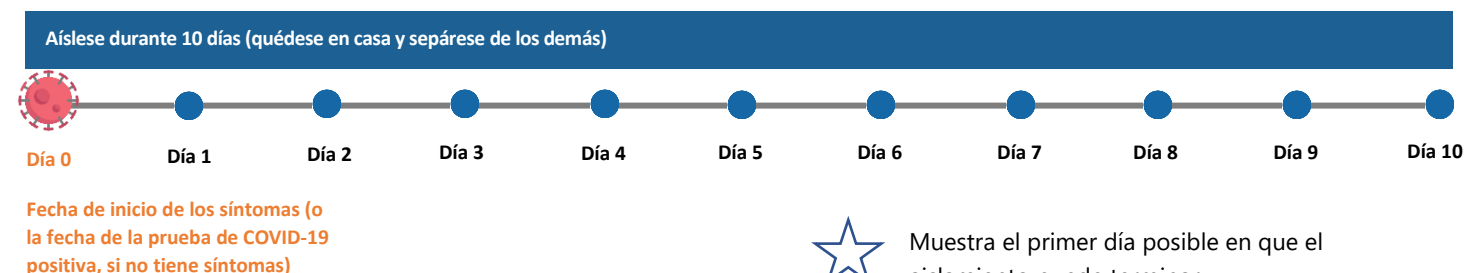 Aíslese durante 10 días (quédese en casa y sepárese de los demás)
Día 0 Día 1 Día 2 Día 3 Día 4 Día 5 Día 6 Día 7 Día 8 Día 9 Día 10
Fecha de inicio de los síntomas (o
la fecha de la prueba de COVID-19
positiva, si no tiene síntomas)
Muestra el primer día posible en que el
aislamiento puede terminar